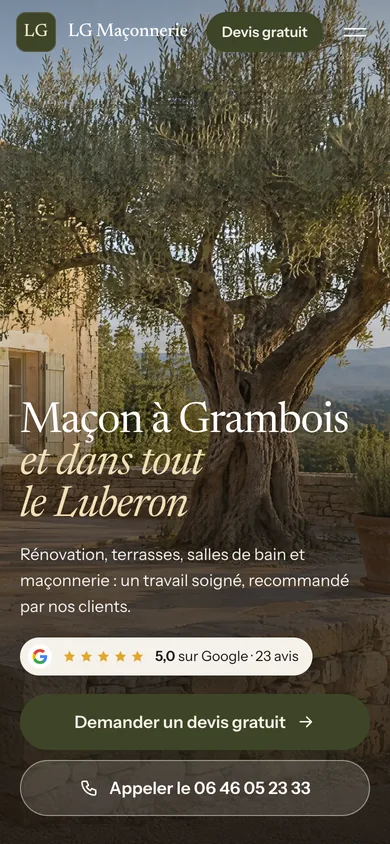 LG
LG Maçonnerie
Devis gratuit
Maçon à Grambois
et dans tout
le Luberon
Rénovation, terrasses, salles de bain et
maçonnerie : un travail soigné, recommandé
par nos clients.
5,0 sur Google · 23 avis
Demander un devis gratuit →
Appeler le 06 46 05 23 33